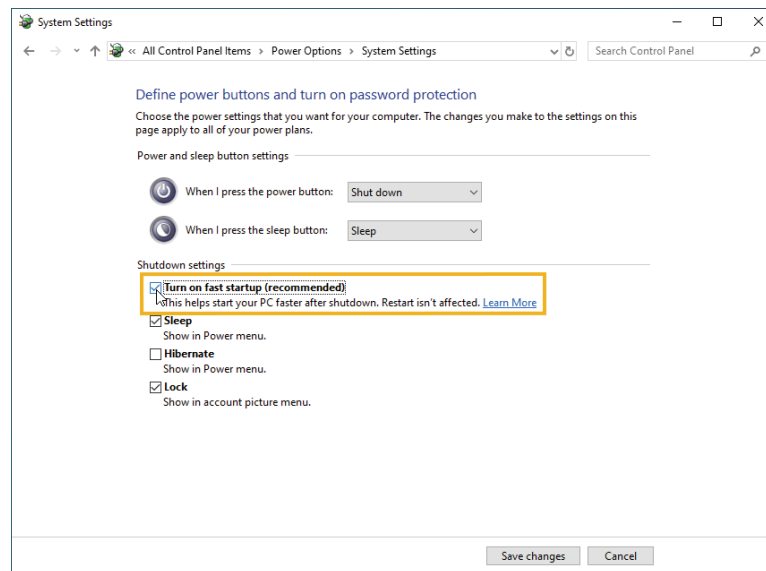 System Settings
« All Control Panel Items > Power Options > System Settings
Search Control Panel
Define power buttons and turn on password protection
Choose the power settings that you want for your computer. The changes you make to the settings on this
page apply to all of your power plans.
Power and sleep button settings
When I press the power button: Shut down
When I press the sleep button: Sleep
Shutdown settings
Turn on fast startup (recommended)
This helps start your PC faster after shutdown. Restart isn't affected. Learn More
Sleep
Show in Power menu.
Hibernate
Show in Power menu.
Lock
Show in account picture menu.
Save changes Cancel